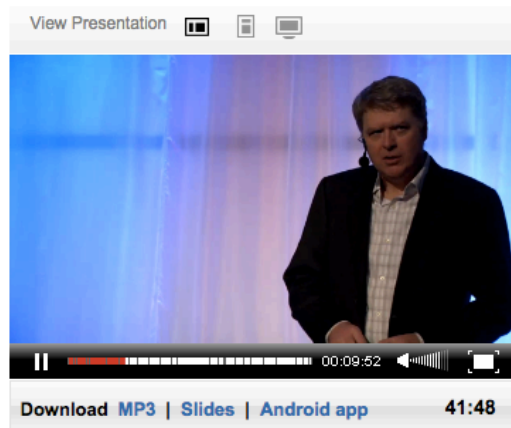 View Presentation
00:09:52
Download MP3 | Slides | Android app 41:48